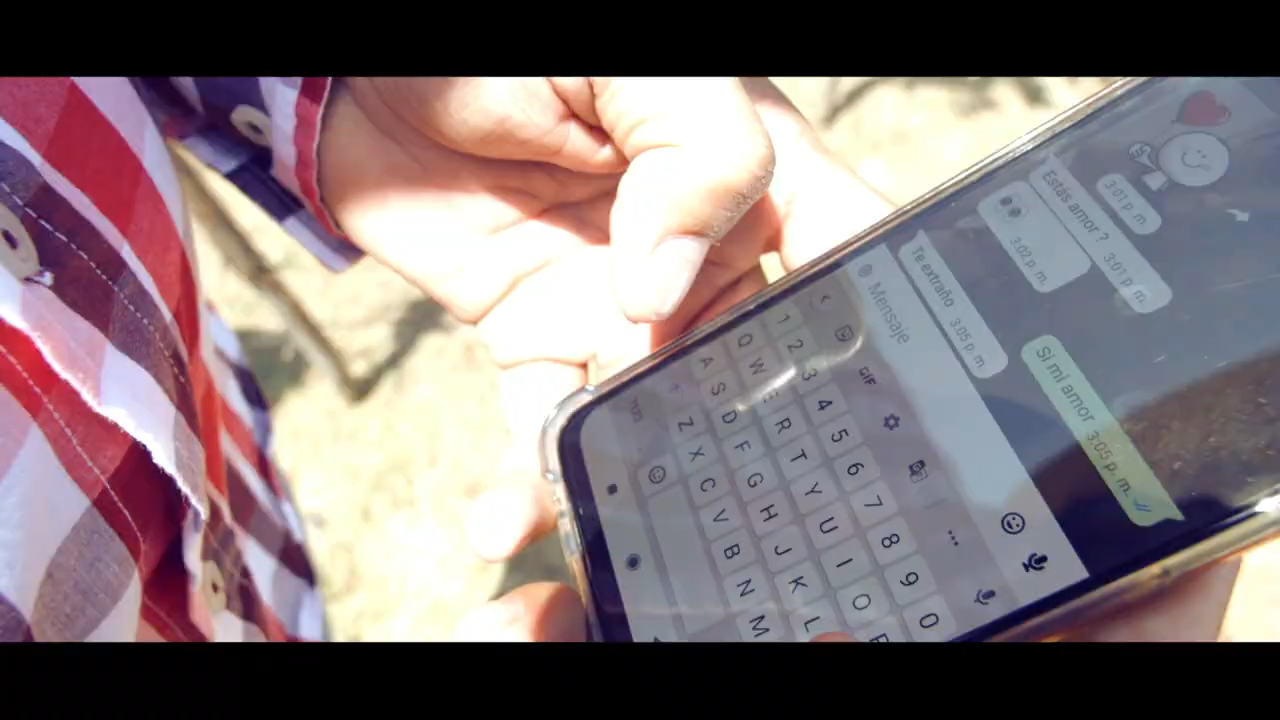 3:01 p. m.
Estás amor ? 3:01 p. m.
3:02 p. m.
Si mi amor 3:05 p. m.
Te extraño 3:05 p. m.
Mensaje
GIF
1 2 3 4 5 6 7 8 9 0
Q W E R T Y U I O P
A S D F G H J K L
Z X C V B N M